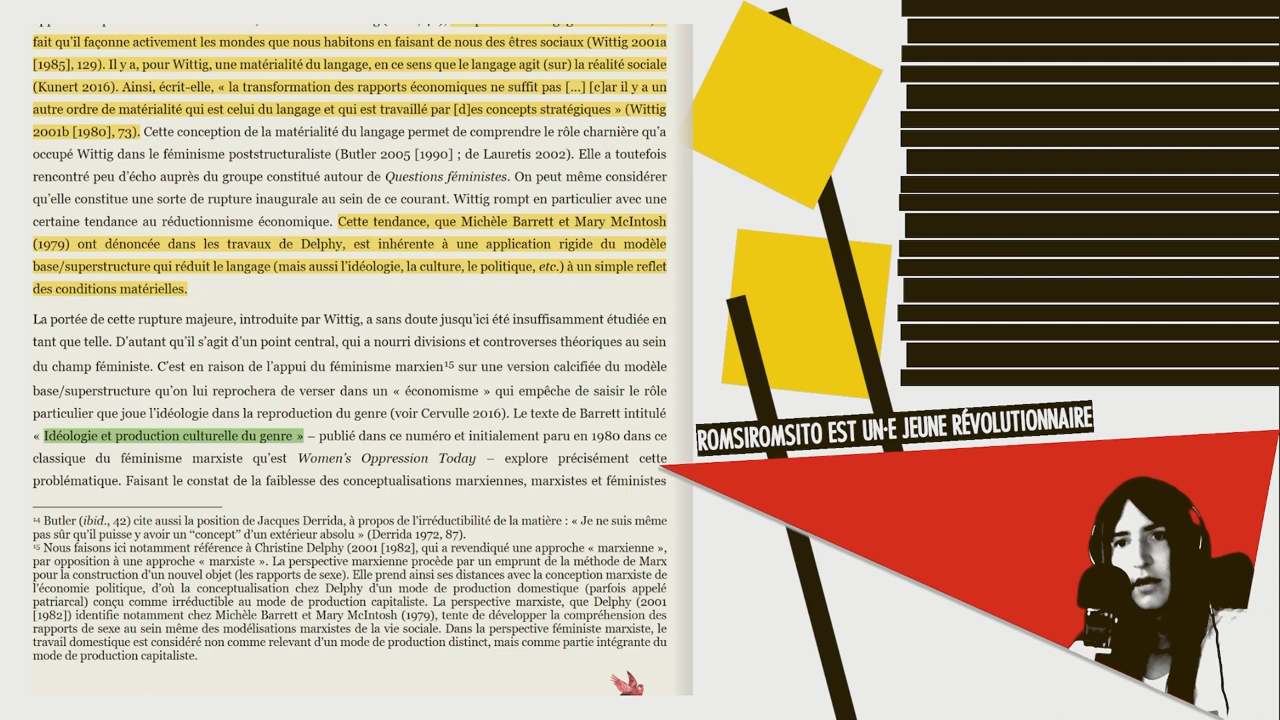 fait qu'il façonne activement les mondes que nous habitons en faisant de nous des êtres sociaux (Wittig 2001a
[1985], 129). Il y a, pour Wittig, une matérialité du langage, en ce sens que le langage agit (sur) la réalité sociale
(Kunert 2016). Ainsi, écrit-elle, « la transformation des rapports économiques ne suffit pas [...] [c]ar il y a un
autre ordre de matérialité qui est celui du langage et qui est travaillé par [d]es concepts stratégiques » (Wittig
2001b [1980], 73). Cette conception de la matérialité du langage permet de comprendre le rôle charnière qu'a
occupé Wittig dans le féminisme poststructuraliste (Butler 2005 [1990] ; de Lauretis 2002). Elle a toutefois
rencontré peu d'écho auprès du groupe constitué autour de Questions féministes. On peut même considérer
qu'elle constitue une sorte de rupture inaugurale au sein de ce courant. Wittig rompt en particulier avec une
certaine tendance au réductionnisme économique. Cette tendance, que Michèle Barrett et Mary McIntosh
(1979) ont dénoncée dans les travaux de Delphy, est inhérente à une application rigide du modèle
base/superstructure qui réduit le langage (mais aussi l'idéologie, la culture, le politique, etc.) à un simple reflet
des conditions matérielles.
La portée de cette rupture majeure, introduite par Wittig, a sans doute jusqu'ici été insuffisamment étudiée en
tant que telle. D'autant qu'il s'agit d'un point central, qui a nourri divisions et controverses théoriques au sein
du champ féministe. C'est en raison de l'appui du féminisme marxien15 sur une version calcifiée du modèle
base/superstructure qu'on lui reprochera de verser dans un « économisme » qui empêche de saisir le rôle
particulier que joue l'idéologie dans la reproduction du genre (voir Cervulle 2016). Le texte de Barrett intitulé
« Idéologie et production culturelle du genre » – publié dans ce numéro et initialement paru en 1980 dans ce
classique du féminisme marxiste qu'est Women's Oppression Today – explore précisément cette
problématique. Faisant le constat de la faiblesse des conceptualisations marxiennes, marxistes et féministes
14 Butler (ibid., 42) cite aussi la position de Jacques Derrida, à propos de l'irréductibilité de la matière : « Je ne suis même
pas sûr qu'il puisse y avoir un "concept" d'un extérieur absolu » (Derrida 1972, 87).
15 Nous faisons ici notamment référence à Christine Delphy (2001 [1982], qui a revendiqué une approche « marxienne »,
par opposition à une approche « marxiste ». La perspective marxienne procède par un emprunt de la méthode de Marx
pour la construction d'un nouvel objet (les rapports de sexe). Elle prend ainsi ses distances avec la conception marxiste de
l'économie politique, d'où la conceptualisation chez Delphy d'un mode de production domestique (parfois appelé
patriarcal) conçu comme irréductible au mode de production capitaliste. La perspective marxiste, que Delphy (2001
[1982]) identifie notamment chez Michèle Barrett et Mary McIntosh (1979), tente de développer la compréhension des
rapports de sexe au sein même des modélisations marxistes de la vie sociale. Dans la perspective féministe marxiste, le
travail domestique est considéré non comme relevant d'un mode de production distinct, mais comme partie intégrante du
mode de production capitaliste.
ROMSIROMSITO EST UN·E JEUNE RÉVOLUTIONNAIRE